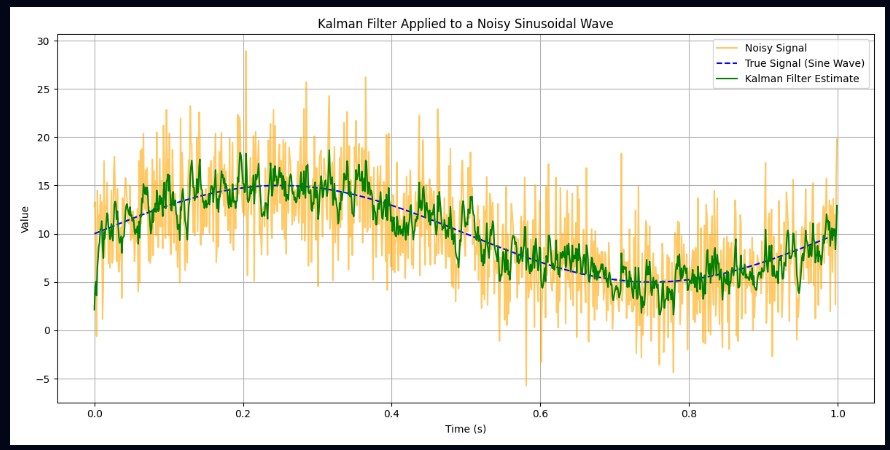 Kalman Filter Applied to a Noisy Sinusoidal Wave
Noisy Signal
True Signal (Sine Wave)
Kalman Filter Estimate
Value
30
25
20
15
10
5
0
−5
0.0 0.2 0.4 0.6 0.8 1.0
Time (s)